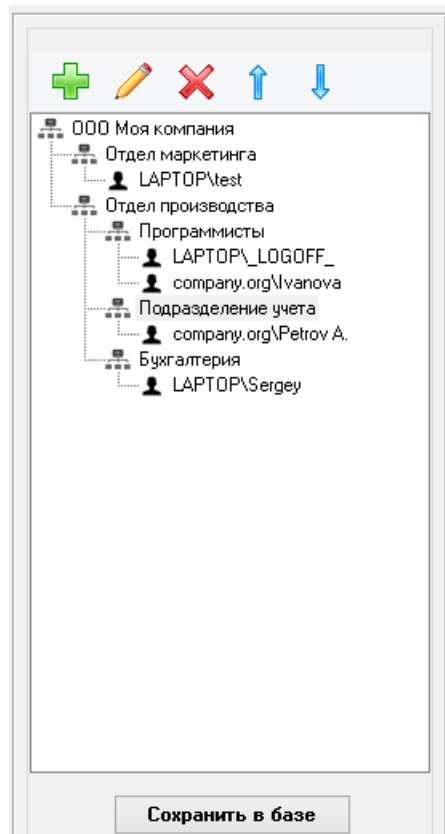 ООО Моя компания
Отдел маркетинга
LAPTOP\test
Отдел производства
Программисты
LAPTOP\_LOGOFF_
company.org\Ivanova
Подразделение учета
company.org\Petrov A.
Бухгалтерия
LAPTOP\Sergey
Сохранить в базе